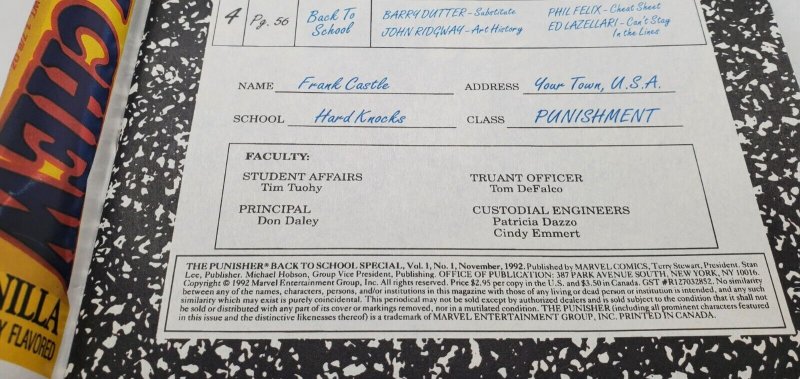 4 Pg. 56 Back To School BARRY DUTTER - Substitute PHIL FELIX - Cheat Sheet
JOHN RIDGWAY - Art History ED LAZELLARI - Can't Stay
In the Lines
NAME Frank Castle ADDRESS Your Town, U.S.A.
SCHOOL Hard Knocks CLASS PUNISHMENT
FACULTY:
STUDENT AFFAIRS
Tim Tuohy
TRUANT OFFICER
Tom DeFalco
PRINCIPAL
Don Daley
CUSTODIAL ENGINEERS
Patricia Dazzo
Cindy Emmert
THE PUNISHER® BACK TO SCHOOL SPECIAL, Vol. 1, No. 1, November, 1992. Published by MARVEL COMICS, Terry Stewart, President. Stan
Lee, Publisher. Michael Hobson, Group Vice President, Publishing. OFFICE OF PUBLICATION: 387 PARK AVENUE SOUTH, NEW YORK, NY 10016.
Copyright © 1992 Marvel Entertainment Group, Inc. All rights reserved. Price $2.95 per copy in the U.S. and $3.50 in Canada. GST #R127032852. No similarity
between any of the names, characters, persons, and/or institutions in this magazine with those of any living or dead person or institution is intended, and any such
similarity which may exist is purely coincidental. This periodical may not be sold except by authorized dealers and is sold subject to the condition that it shall not
be sold or distributed with any part of its cover or markings removed, nor in a mutilated condition. THE PUNISHER (including all prominent characters featured
in this issue and the distinctive likenesses thereof) is a trademark of MARVEL ENTERTAINMENT GROUP, INC. PRINTED IN CANADA.
TCHEW
NILLA
Y FLAVORED